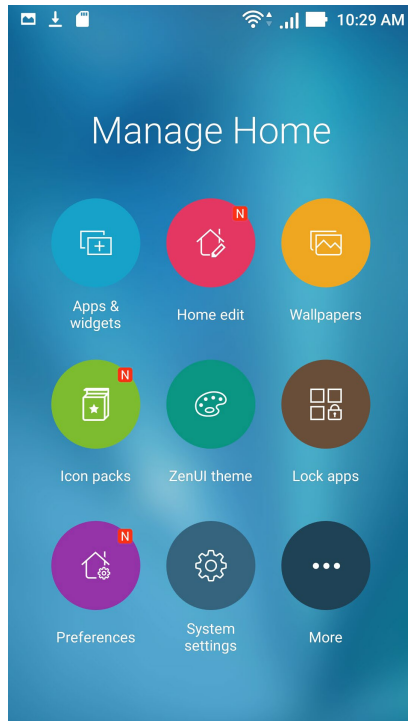 10:29 AM
Manage Home
N
Apps &
widgets
Home edit
Wallpapers
N
Icon packs
ZenUI theme
Lock apps
N
Preferences
System
settings
More